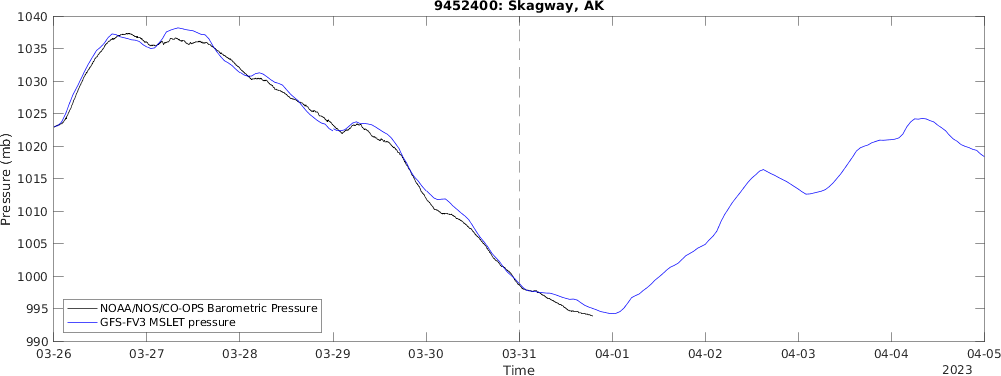 9452400: Skagway, AK
1040
1035
1030
1025
1020
1015
1010
1005
1000
995
990
Pressure (mb)
NOAA/NOS/CO-OPS Barometric Pressure
GFS-FV3 MSLET pressure
03-26 03-27 03-28 03-29 03-30 03-31 04-01 04-02 04-03 04-04 04-05
Time
2023